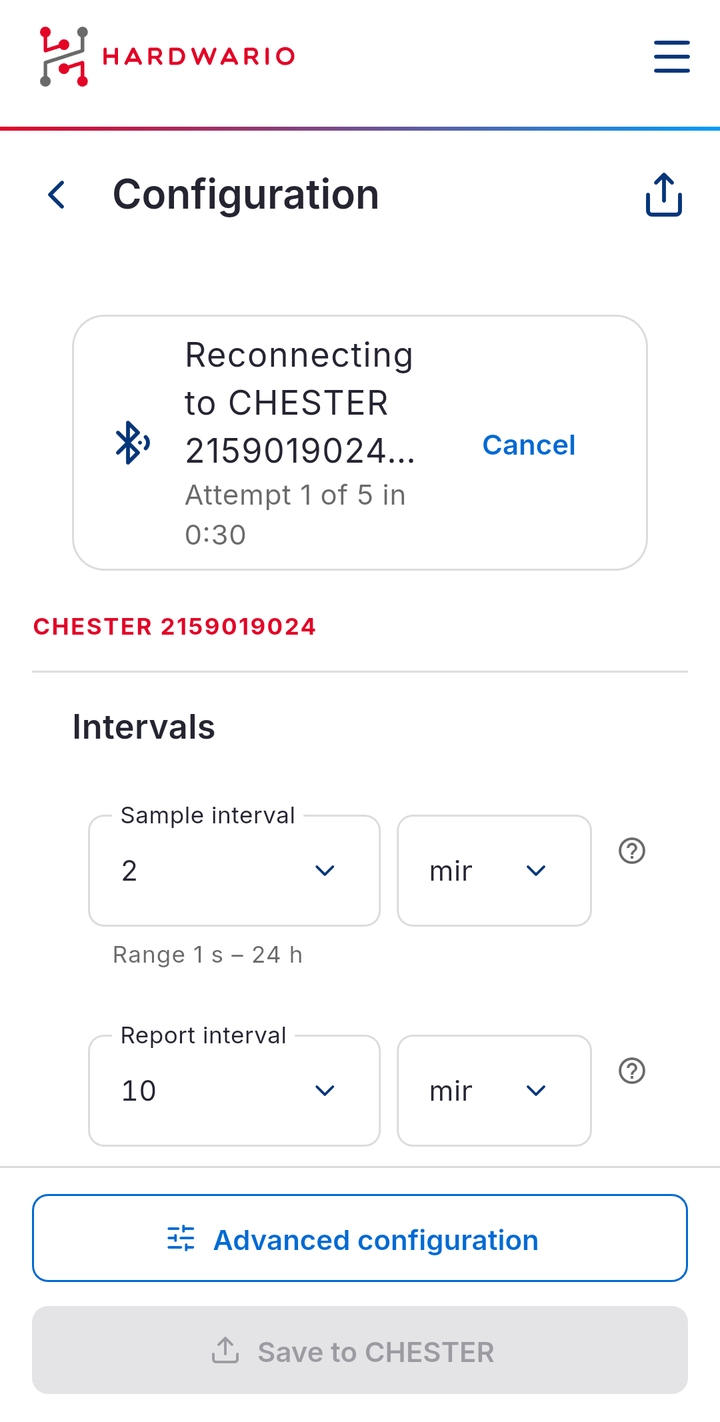 HARDWARIO
Configuration
Reconnecting
to CHESTER
2159019024...
Attempt 1 of 5 in
0:30
Cancel
CHESTER 2159019024
Intervals
Sample interval
2
mir
Range 1 s – 24 h
Report interval
10
mir
Advanced configuration
Save to CHESTER